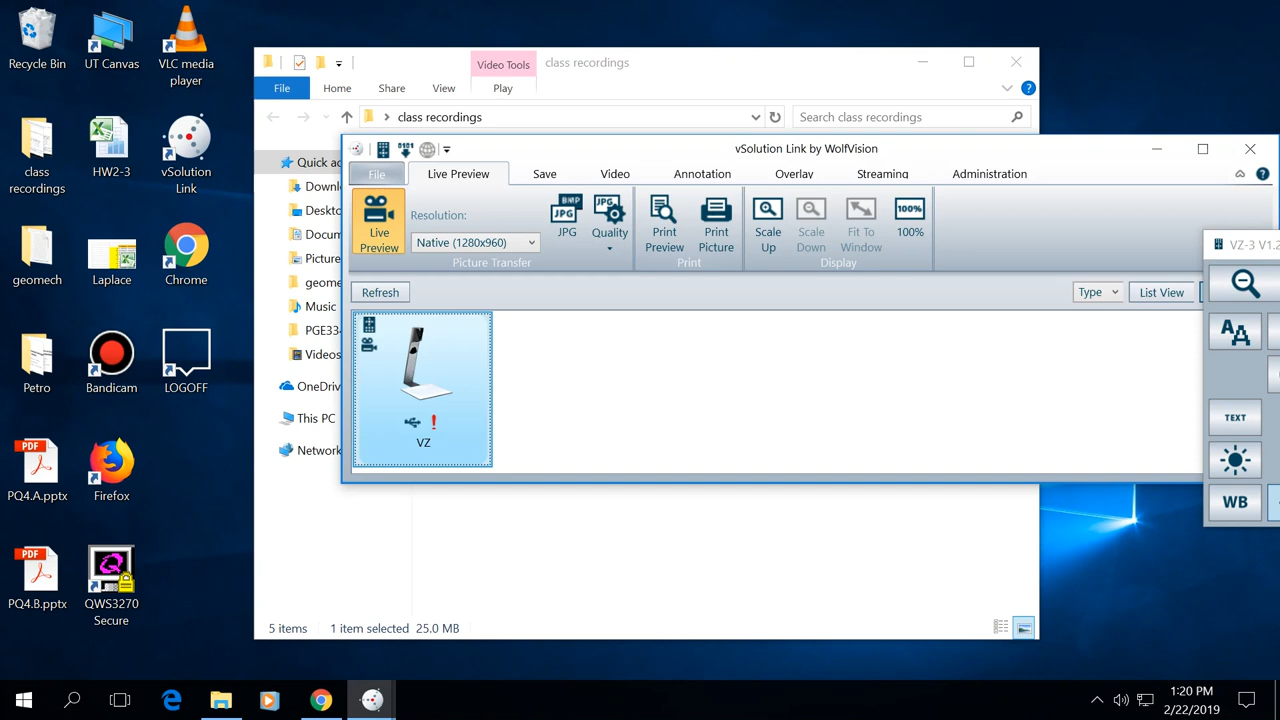 Recycle Bin
UT Canvas
VLC media
player
class
recordings
HW2-3
vSolution
Link
geomech
Laplace
Chrome
Petro
Bandicam
LOGOFF
PQ4.A.pptx
Firefox
PQ4.B.pptx
QWS3270
Secure
Video Tools
class recordings
File
Home
Share
View
Play
class recordings
Search class recordings
Quick ac
Downl
Deskto
Docum
Picture
geome
Music
PGE334
Videos
OneDriv
This PC
Network
5 items
1 item selected 25.0 MB
vSolution Link by WolfVision
File
Live Preview
Save
Video
Annotation
Overlay
Streaming
Administration
Live
Preview
Resolution:
Native (1280x960)
JPG
Quality
Picture Transfer
Print
Preview
Print
Picture
Print
Scale
Up
Scale
Down
Fit To
Window
100%
100%
Display
Refresh
Type
List View
VZ
VZ-3 V1.2
TEXT
WB
1:20 PM
2/22/2019